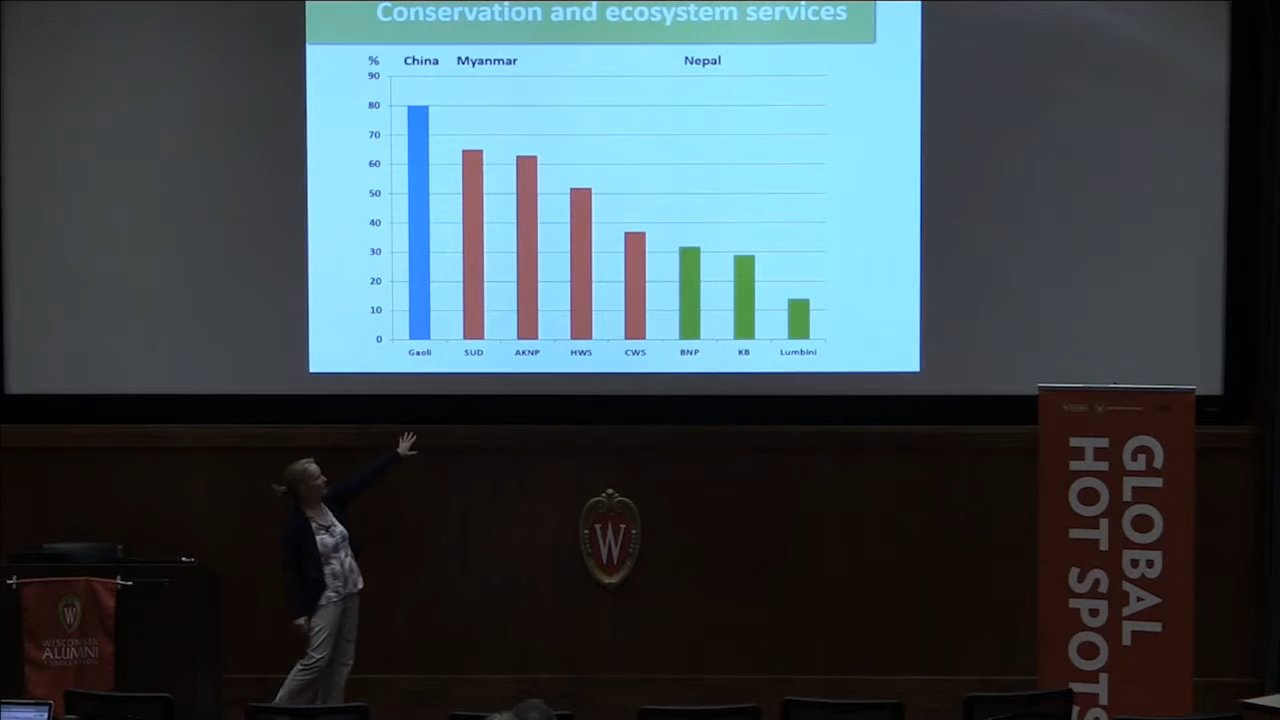 Conservation and ecosystem services
% China Myanmar Nepal
90
80
70
60
50
40
30
20
10
0
Gaoli SUD AKNP HWS CWS BNP KB Lumbini
W
W
WISCONSIN
ALUMNI
ASSOCIATION
GLOBAL
HOT SPOTS